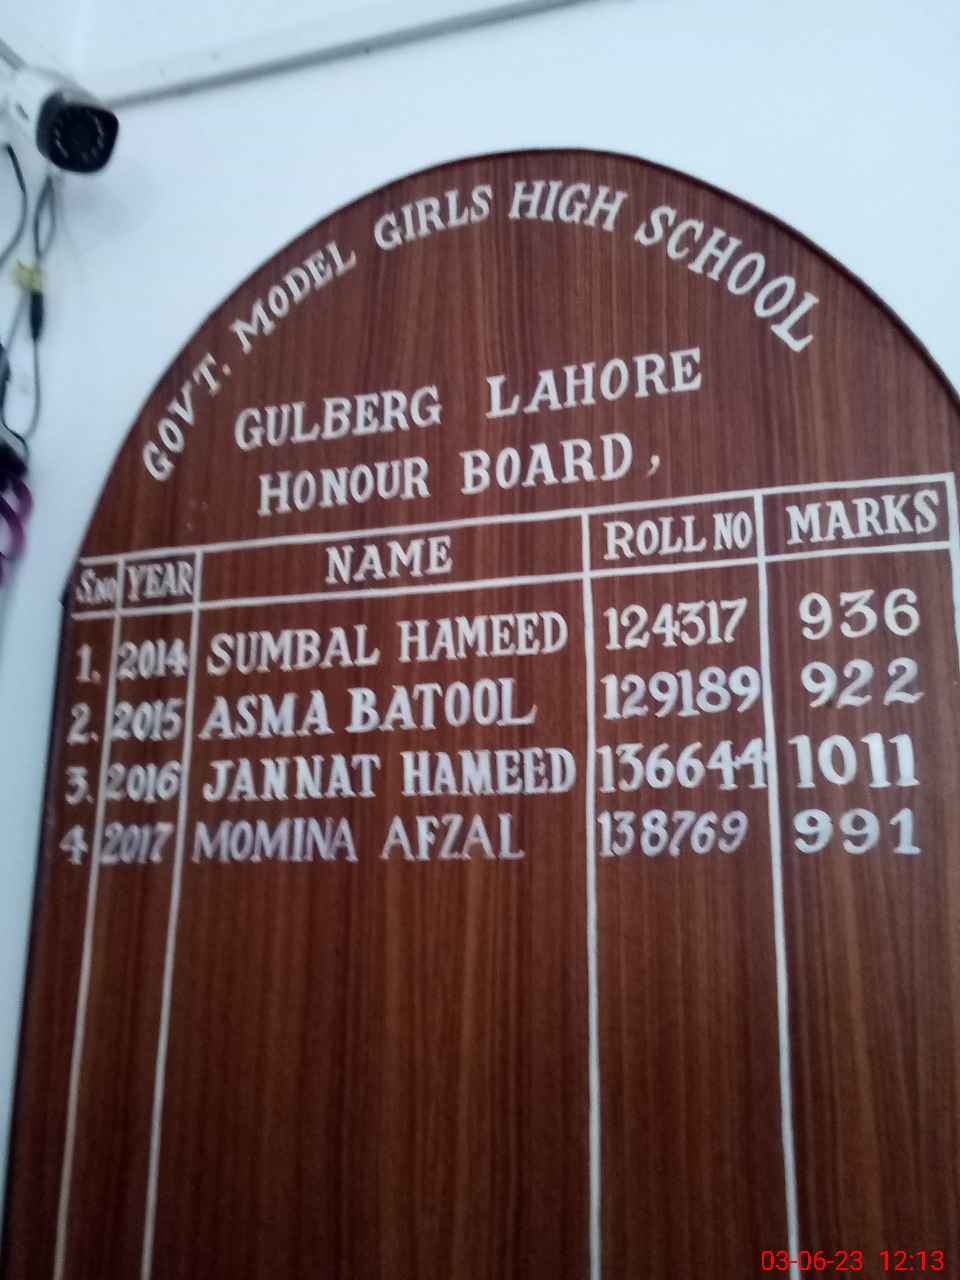 GOVT. MODEL GIRLS HIGH SCHOOL
GULBERG LAHORE
HONOUR BOARD,
S.NO YEAR NAME ROLL NO MARKS
1. 2014 SUMBAL HAMEED 124317 936
2. 2015 ASMA BATOOL 129189 922
3. 2016 JANNAT HAMEED 136644 1011
4 2017 MOMINA AFZAL 138769 991
03-06-23 12:13